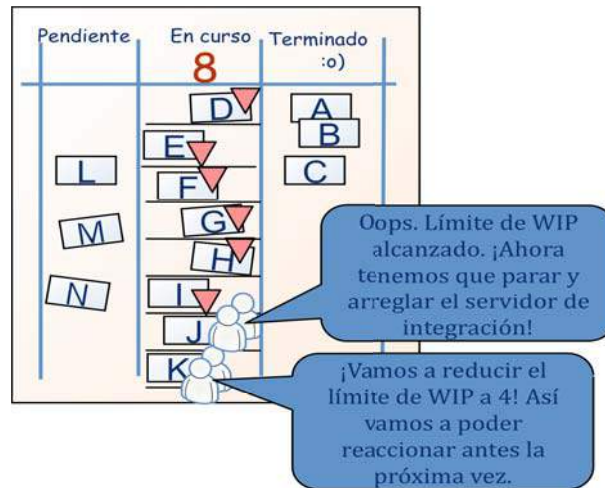 Pendiente En curso Terminado
8 :o)
D A
E B
L F C
M G
H
N I
J
K
Oops. Límite de WIP
alcanzado. ¡Ahora
tenemos que parar y
arreglar el servidor de
integración!
¡Vamos a reducir el
límite de WIP a 4! Así
vamos a poder
reaccionar antes la
próxima vez.